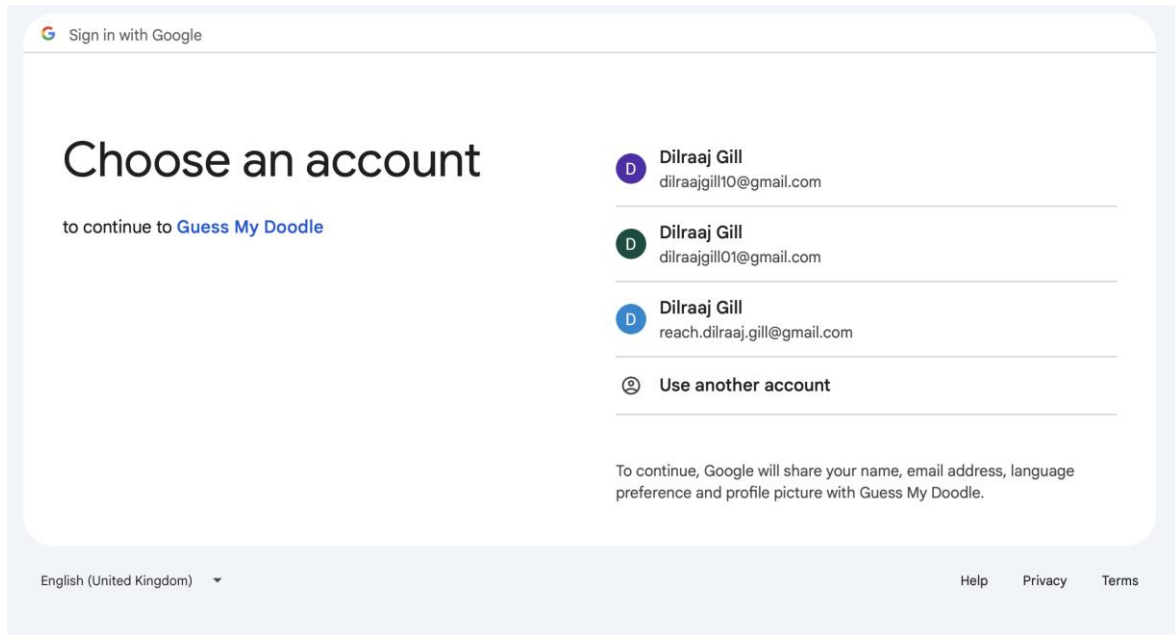 Sign in with Google
Choose an account
to continue to Guess My Doodle
D
Dilraaj Gill
dilraajgill10@gmail.com
D
Dilraaj Gill
dilraajgill01@gmail.com
D
Dilraaj Gill
reach.dilraaj.gill@gmail.com
Use another account
To continue, Google will share your name, email address, language
preference and profile picture with Guess My Doodle.
English (United Kingdom)
Help Privacy Terms